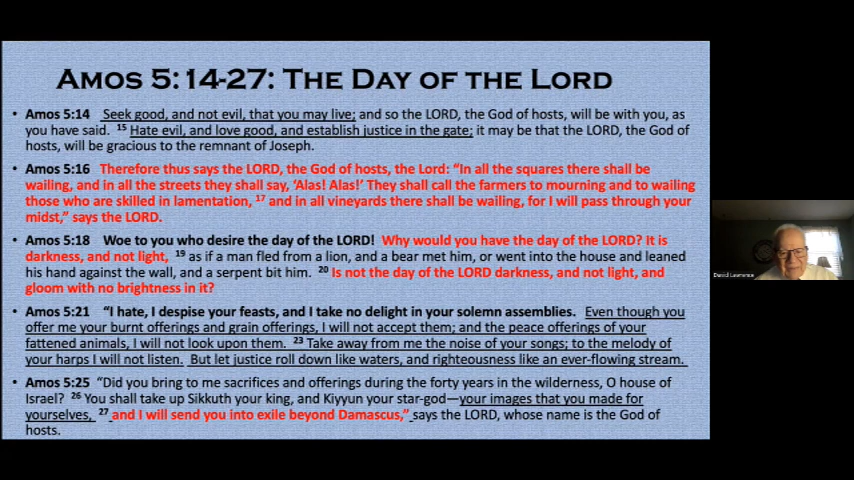 AMOS 5:14-27: THE DAY OF THE LORD
• Amos 5:14 Seek good, and not evil, that you may live; and so the LORD, the God of hosts, will be with you, as
you have said. 15 Hate evil, and love good, and establish justice in the gate; it may be that the LORD, the God of
hosts, will be gracious to the remnant of Joseph.
• Amos 5:16 Therefore thus says the LORD, the God of hosts, the Lord: “In all the squares there shall be
wailing, and in all the streets they shall say, ‘Alas! Alas!’ They shall call the farmers to mourning and to wailing
those who are skilled in lamentation, 17 and in all vineyards there shall be wailing, for I will pass through your
midst,” says the LORD.
• Amos 5:18 Woe to you who desire the day of the LORD! Why would you have the day of the LORD? It is
darkness, and not light, 19 as if a man fled from a lion, and a bear met him, or went into the house and leaned
his hand against the wall, and a serpent bit him. 20 Is not the day of the LORD darkness, and not light, and
gloom with no brightness in it?
• Amos 5:21 “I hate, I despise your feasts, and I take no delight in your solemn assemblies. Even though you
offer me your burnt offerings and grain offerings, I will not accept them; and the peace offerings of your
fattened animals, I will not look upon them. 23 Take away from me the noise of your songs; to the melody of
your harps I will not listen. But let justice roll down like waters, and righteousness like an ever-flowing stream.
• Amos 5:25 “Did you bring to me sacrifices and offerings during the forty years in the wilderness, O house of
Israel? 26 You shall take up Sikkuth your king, and Kiyyun your star-god—your images that you made for
yourselves, 27 and I will send you into exile beyond Damascus,” says the LORD, whose name is the God of
hosts.
David Lawrence